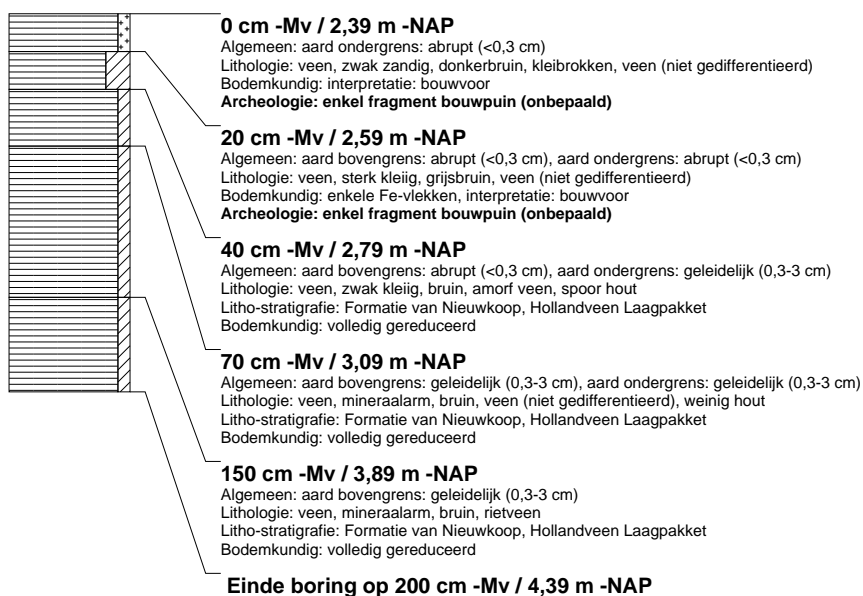 0 cm -Mv / 2,39 m -NAP
Algemeen: aard ondergrens: abrupt (<0,3 cm)
Lithologie: veen, zwak zandig, donkerbruin, kleibrokken, veen (niet gedifferentieerd)
Bodemkundig: interpretatie: bouwvoor
Archeologie: enkel fragment bouwpuin (onbepaald)
20 cm -Mv / 2,59 m -NAP
Algemeen: aard bovengrens: abrupt (<0,3 cm), aard ondergrens: abrupt (<0,3 cm)
Lithologie: veen, sterk kleiig, grijsbruin, veen (niet gedifferentieerd)
Bodemkundig: enkele Fe-vlekken, interpretatie: bouwvoor
Archeologie: enkel fragment bouwpuin (onbepaald)
40 cm -Mv / 2,79 m -NAP
Algemeen: aard bovengrens: abrupt (<0,3 cm), aard ondergrens: geleidelijk (0,3-3 cm)
Lithologie: veen, zwak kleiig, bruin, amorf veen, spoor hout
Litho-stratigrafie: Formatie van Nieuwkoop, Hollandveen Laagpakket
Bodemkundig: volledig gereduceerd
70 cm -Mv / 3,09 m -NAP
Algemeen: aard bovengrens: geleidelijk (0,3-3 cm), aard ondergrens: geleidelijk (0,3-3 cm)
Lithologie: veen, mineraalarm, bruin, veen (niet gedifferentieerd), weinig hout
Litho-stratigrafie: Formatie van Nieuwkoop, Hollandveen Laagpakket
Bodemkundig: volledig gereduceerd
150 cm -Mv / 3,89 m -NAP
Algemeen: aard bovengrens: geleidelijk (0,3-3 cm)
Lithologie: veen, mineraalarm, bruin, rietveen
Litho-stratigrafie: Formatie van Nieuwkoop, Hollandveen Laagpakket
Bodemkundig: volledig gereduceerd
Einde boring op 200 cm -Mv / 4,39 m -NAP